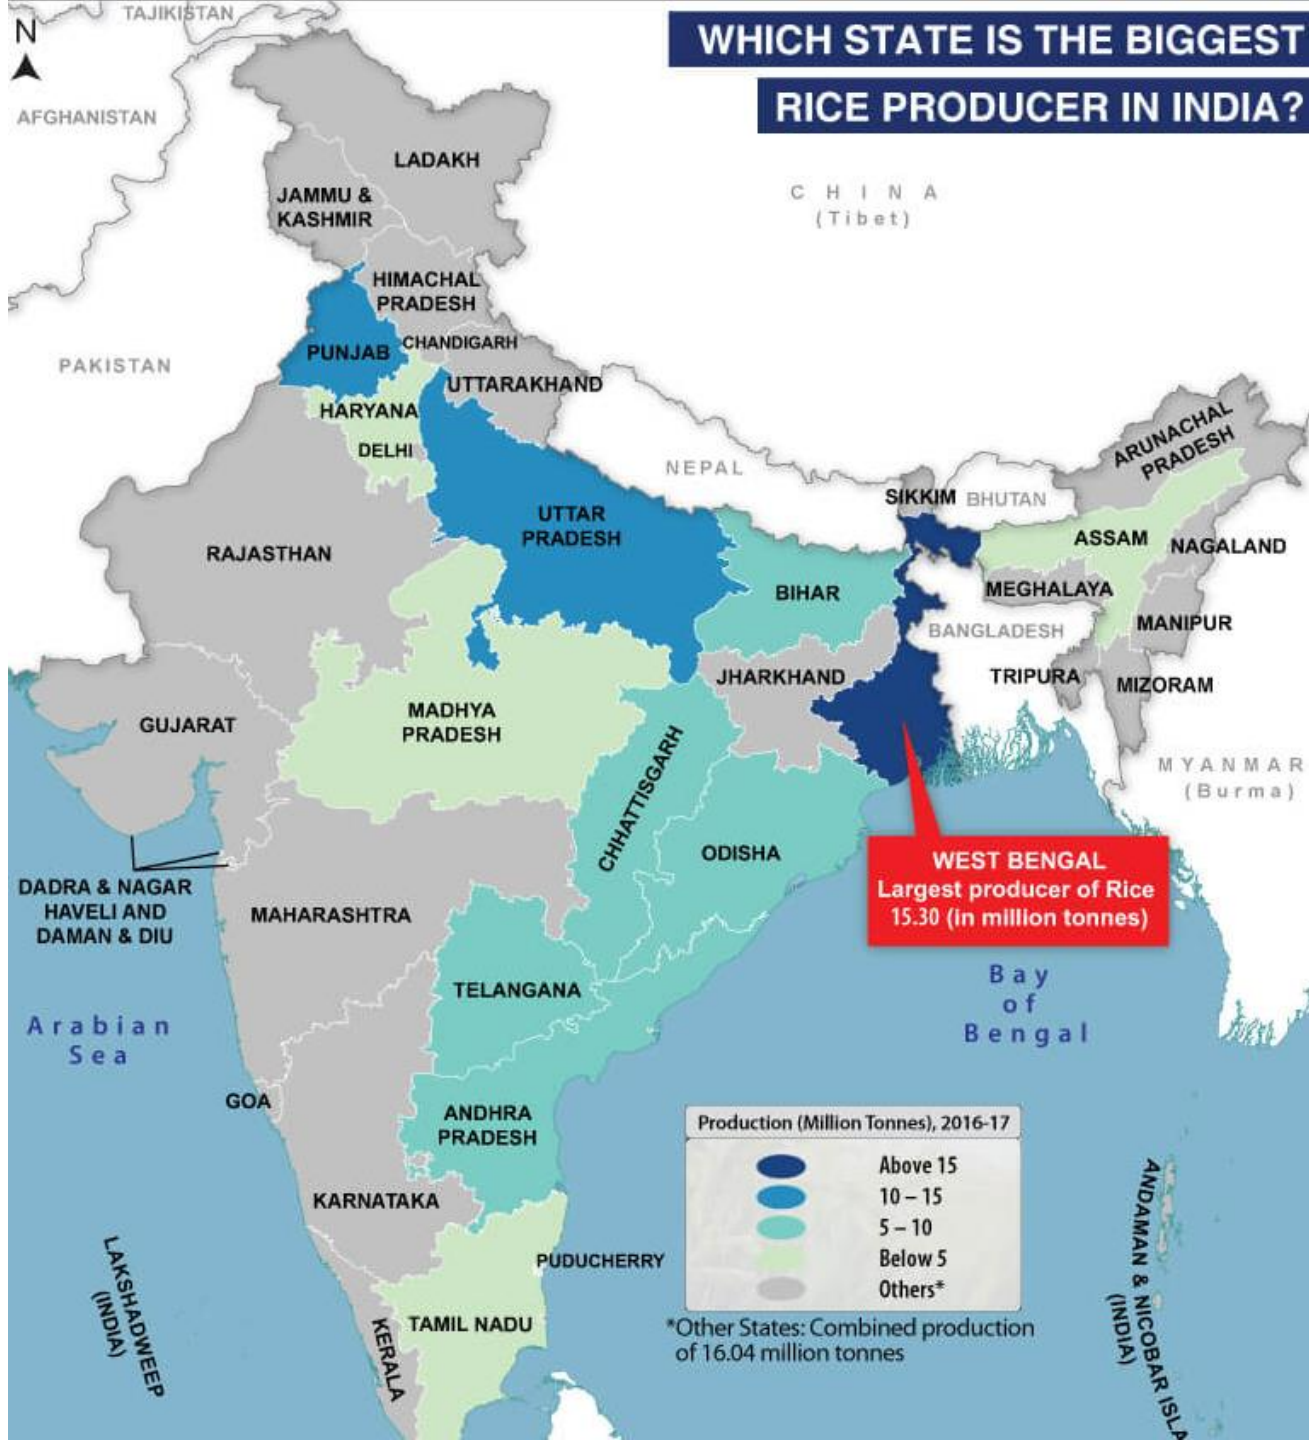 TAJIKISTAN
N
WHICH STATE IS THE BIGGEST
RICE PRODUCER IN INDIA?
AFGHANISTAN
LADAKH
JAMMU &
KASHMIR
C H I N A
(Tibet)
HIMACHAL
PRADESH
PAKISTAN
PUNJAB
CHANDIGARH
UTTARAKHAND
HARYANA
DELHI
NEPAL
SIKKIM
BHUTAN
ARUNACHAL
PRADESH
RAJASTHAN
UTTAR
PRADESH
BIHAR
ASSAM
NAGALAND
MEGHALAYA
MANIPUR
BANGLADESH
TRIPURA
MIZORAM
JHARKHAND
GUJARAT
MADHYA
PRADESH
MYANMAR
(Burma)
CHHATTISGARH
ODISHA
WEST BENGAL
Largest producer of Rice
15.30 (in million tonnes)
DADRA & NAGAR
HAVELI AND
DAMAN & DIU
MAHARASHTRA
TELANGANA
Arabian
Sea
Bay
of
Bengal
GOA
ANDHRA
PRADESH
KARNATAKA
PUDUCHERRY
TAMIL NADU
KERALA
LAKSHADWEEP
(INDIA)
Production (Million Tonnes), 2016-17
Above 15
10 – 15
5 – 10
Below 5
Others*
*Other States: Combined production
of 16.04 million tonnes
ANDAMAN & NICOBAR ISLA
(INDIA)